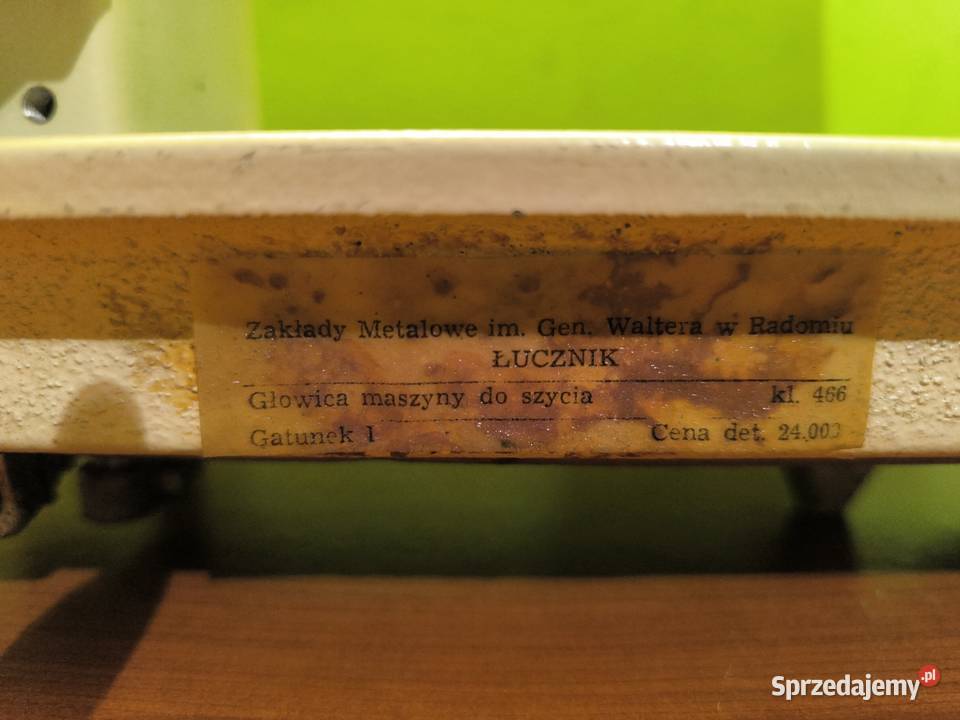 Zakłady Metalowe im. Gen. Waltera w Radomiu
ŁUCZNIK
Głowica maszyny do szycia kl. 466
Gatunek I Cena det. 24.003
Sprzedajemy.pl